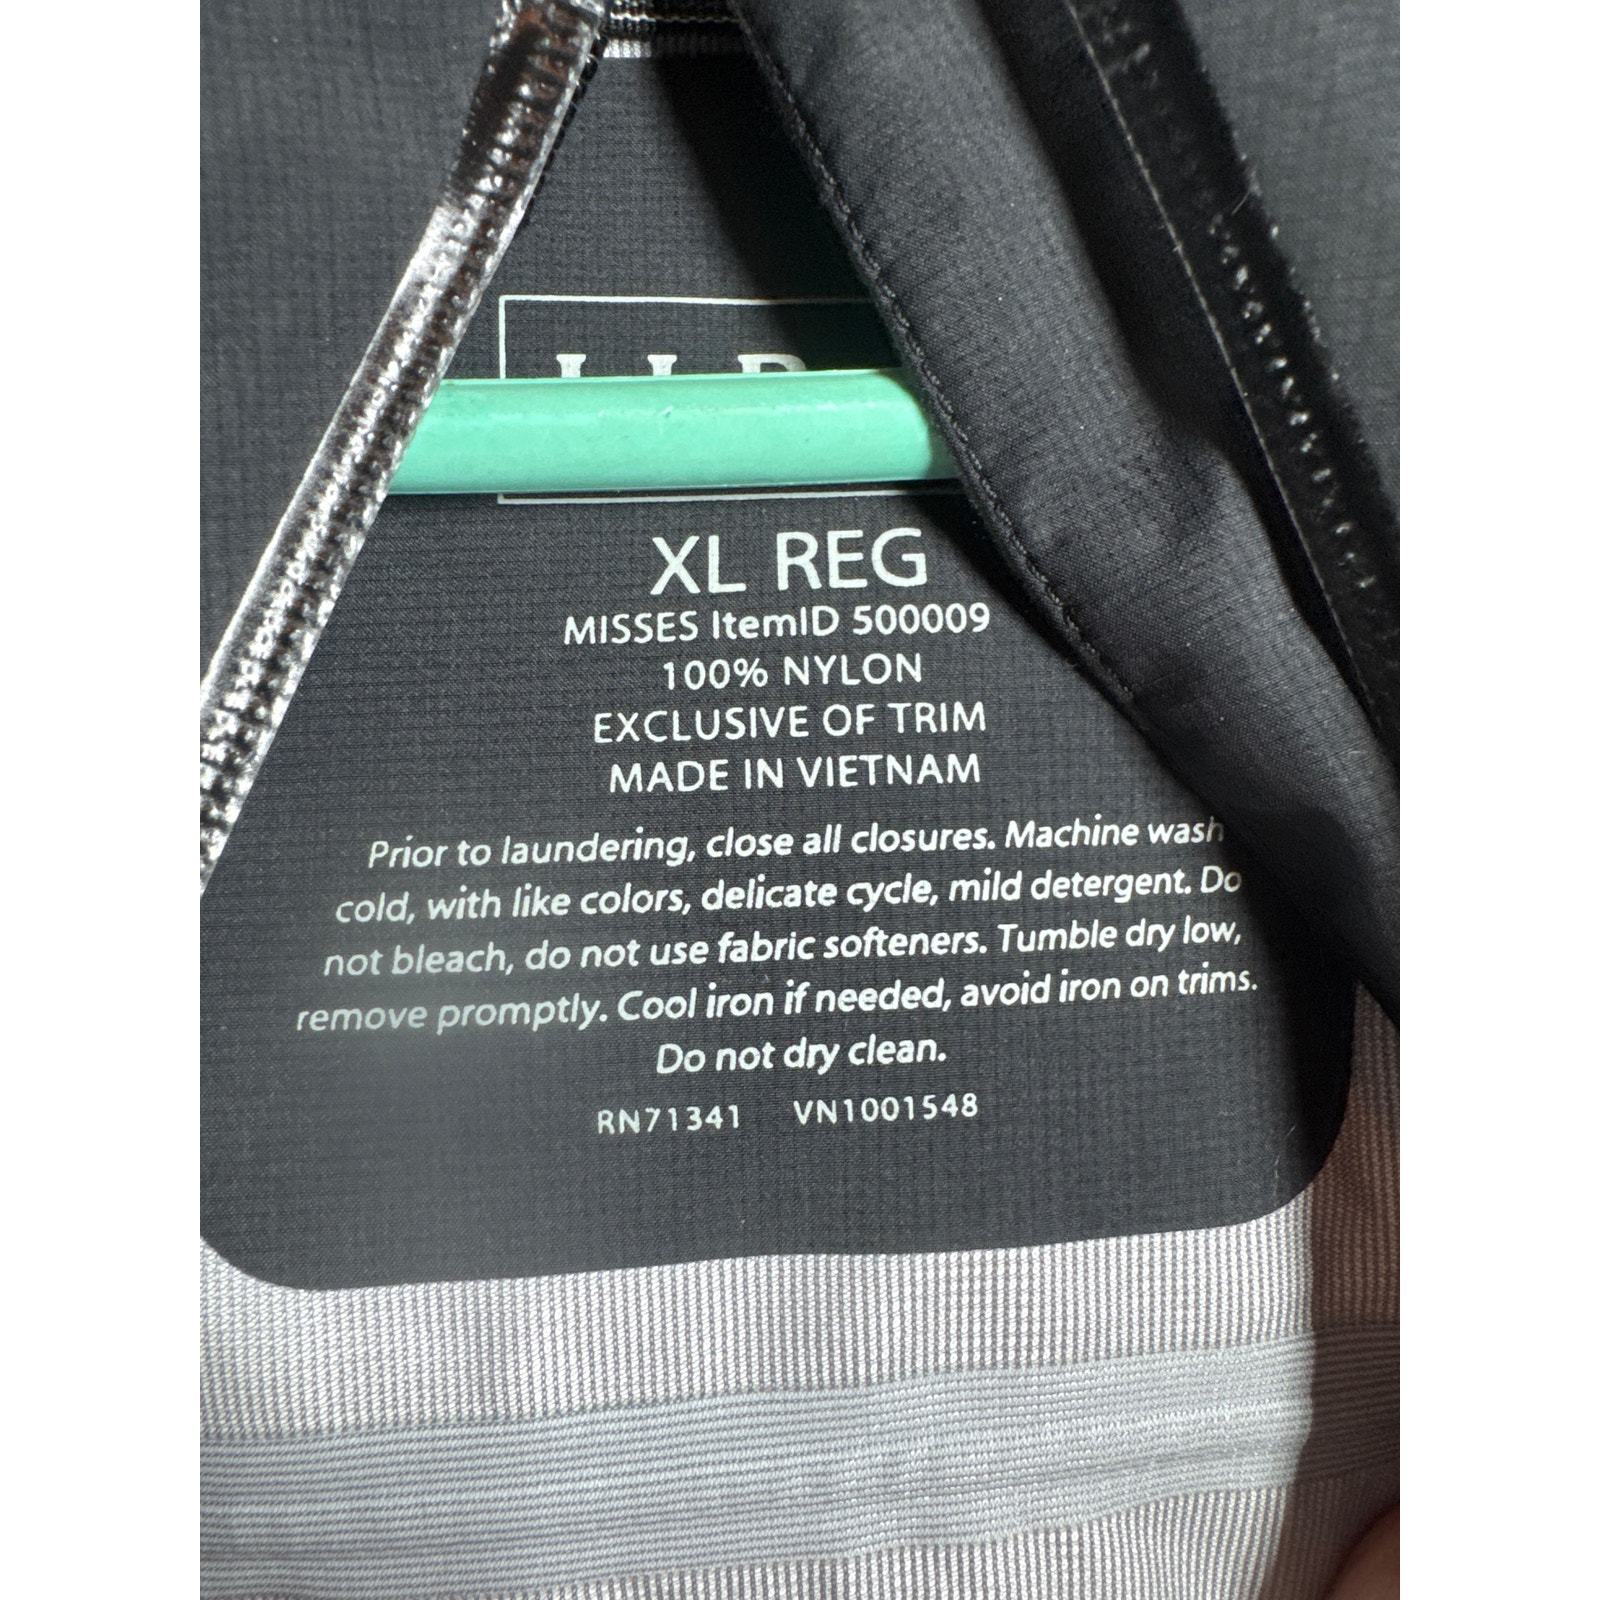 XL REG
MISSES ItemID 500009
100% NYLON
EXCLUSIVE OF TRIM
MADE IN VIETNAM
Prior to laundering, close all closures. Machine wash
cold, with like colors, delicate cycle, mild detergent. Do
not bleach, do not use fabric softeners. Tumble dry low,
remove promptly. Cool iron if needed, avoid iron on trims.
Do not dry clean.
RN71341 VN1001548